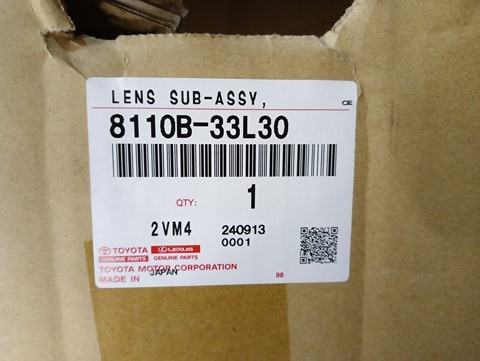 LENS SUB-ASSY,
8110B-33L30
QTY: 1
2VM4 240913
0001
TOYOTA LEXUS
GENUINE PARTS GENUINE PARTS
TOYOTA MOTOR CORPORATION
MADE IN JAPAN
98